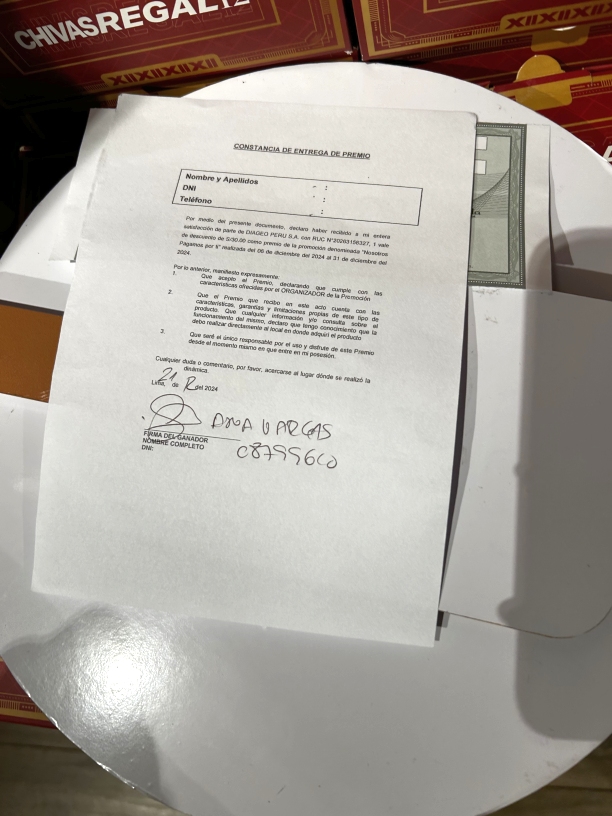 CHIVAS REGAL 12
XIIXIIXIIXII
XIIXIIXIIXII
CONSTANCIA DE ENTREGA DE PREMIO
Nombre y Apellidos :
DNI :
Teléfono :
Por medio del presente documento, declaro haber recibido a mi entera
satisfacción de parte de DIAGEO PERU S.A. con RUC N°20263158327, 1 vale
de descuento de S/30.00 como premio de la promoción denominada "Nosotros
Pagamos por ti" realizada del 06 de diciembre del 2024 al 31 de diciembre del
2024.
Por lo anterior, manifiesto expresamente:
1. Que acepto el Premio, declarando que cumple con las
características ofrecidas por el ORGANIZADOR de la Promoción
2. Que el Premio que recibo en este acto cuenta con las
características, garantías y limitaciones propias de este tipo de
producto. Que cualquier información y/o consulta sobre el
funcionamiento del mismo, declaro que tengo conocimiento que la
debo realizar directamente al local en donde adquirí el producto
3. Que seré el único responsable por el uso y disfrute de este Premio
desde el momento mismo en que entre en mi posesión.
Cualquier duda o comentario, por favor, acercarse al lugar dónde se realizó la
dinámica.
Lima, 21 de 12 del 2024
ANA VARGAS
FIRMA DEL GANADOR
NOMBRE COMPLETO
DNI: